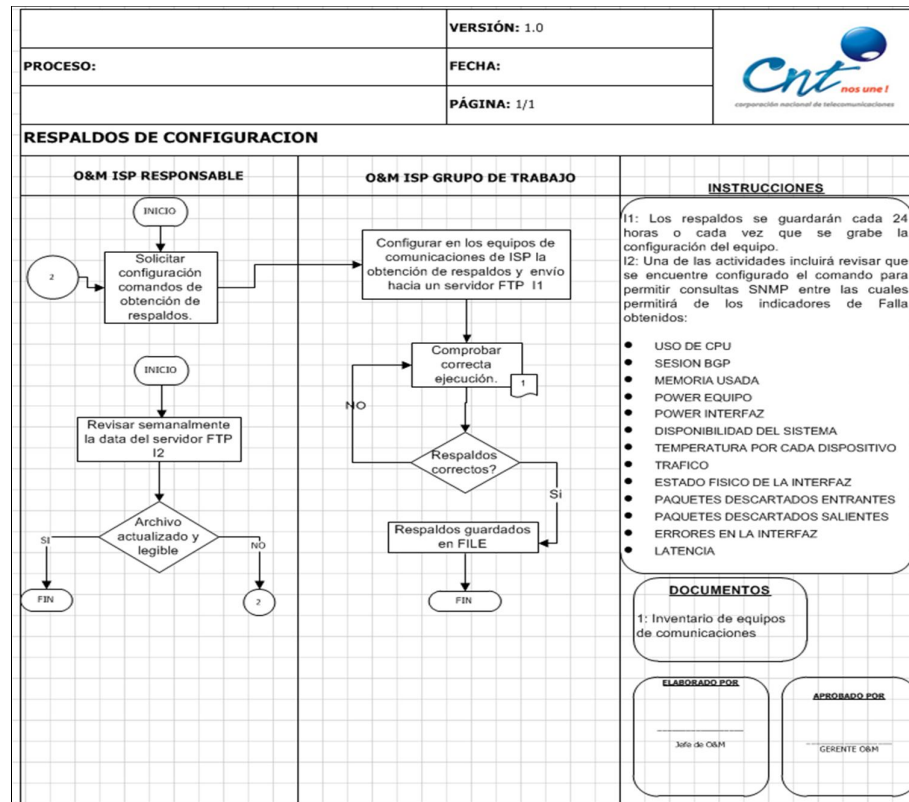 VERSIÓN: 1.0
PROCESO:
FECHA:
PÁGINA: 1/1
Cnt
nos une !
corporación nacional de telecomunicaciones
RESPALDOS DE CONFIGURACION
O&M ISP RESPONSABLE
INICIO
2
Solicitar
configuración
comandos de
obtención de
respaldos.
INICIO
Revisar semanalmente
la data del servidor FTP
I2
Archivo
actualizado y
legible
SI
NO
FIN
2
O&M ISP GRUPO DE TRABAJO
Configurar en los equipos de
comunicaciones de ISP la
obtención de respaldos y envío
hacia un servidor FTP I1
Comprobar
correcta
ejecución.
1
NO
Respaldos
correctos?
Si
Respaldos guardados
en FILE
FIN
INSTRUCCIONES
I1: Los respaldos se guardarán cada 24
horas o cada vez que se grabe la
configuración del equipo.
I2: Una de las actividades incluirá revisar que
se encuentre configurado el comando para
permitir consultas SNMP entre las cuales
permitirá de los indicadores de Falla
obtenidos:
● USO DE CPU
● SESION BGP
● MEMORIA USADA
● POWER EQUIPO
● POWER INTERFAZ
● DISPONIBILIDAD DEL SISTEMA
● TEMPERATURA POR CADA DISPOSITIVO
● TRAFICO
● ESTADO FISICO DE LA INTERFAZ
● PAQUETES DESCARTADOS ENTRANTES
● PAQUETES DESCARTADOS SALIENTES
● ERRORES EN LA INTERFAZ
● LATENCIA
DOCUMENTOS
1: Inventario de equipos
de comunicaciones
ELABORADO POR
Jefe de O&M
APROBADO POR
GERENTE O&M